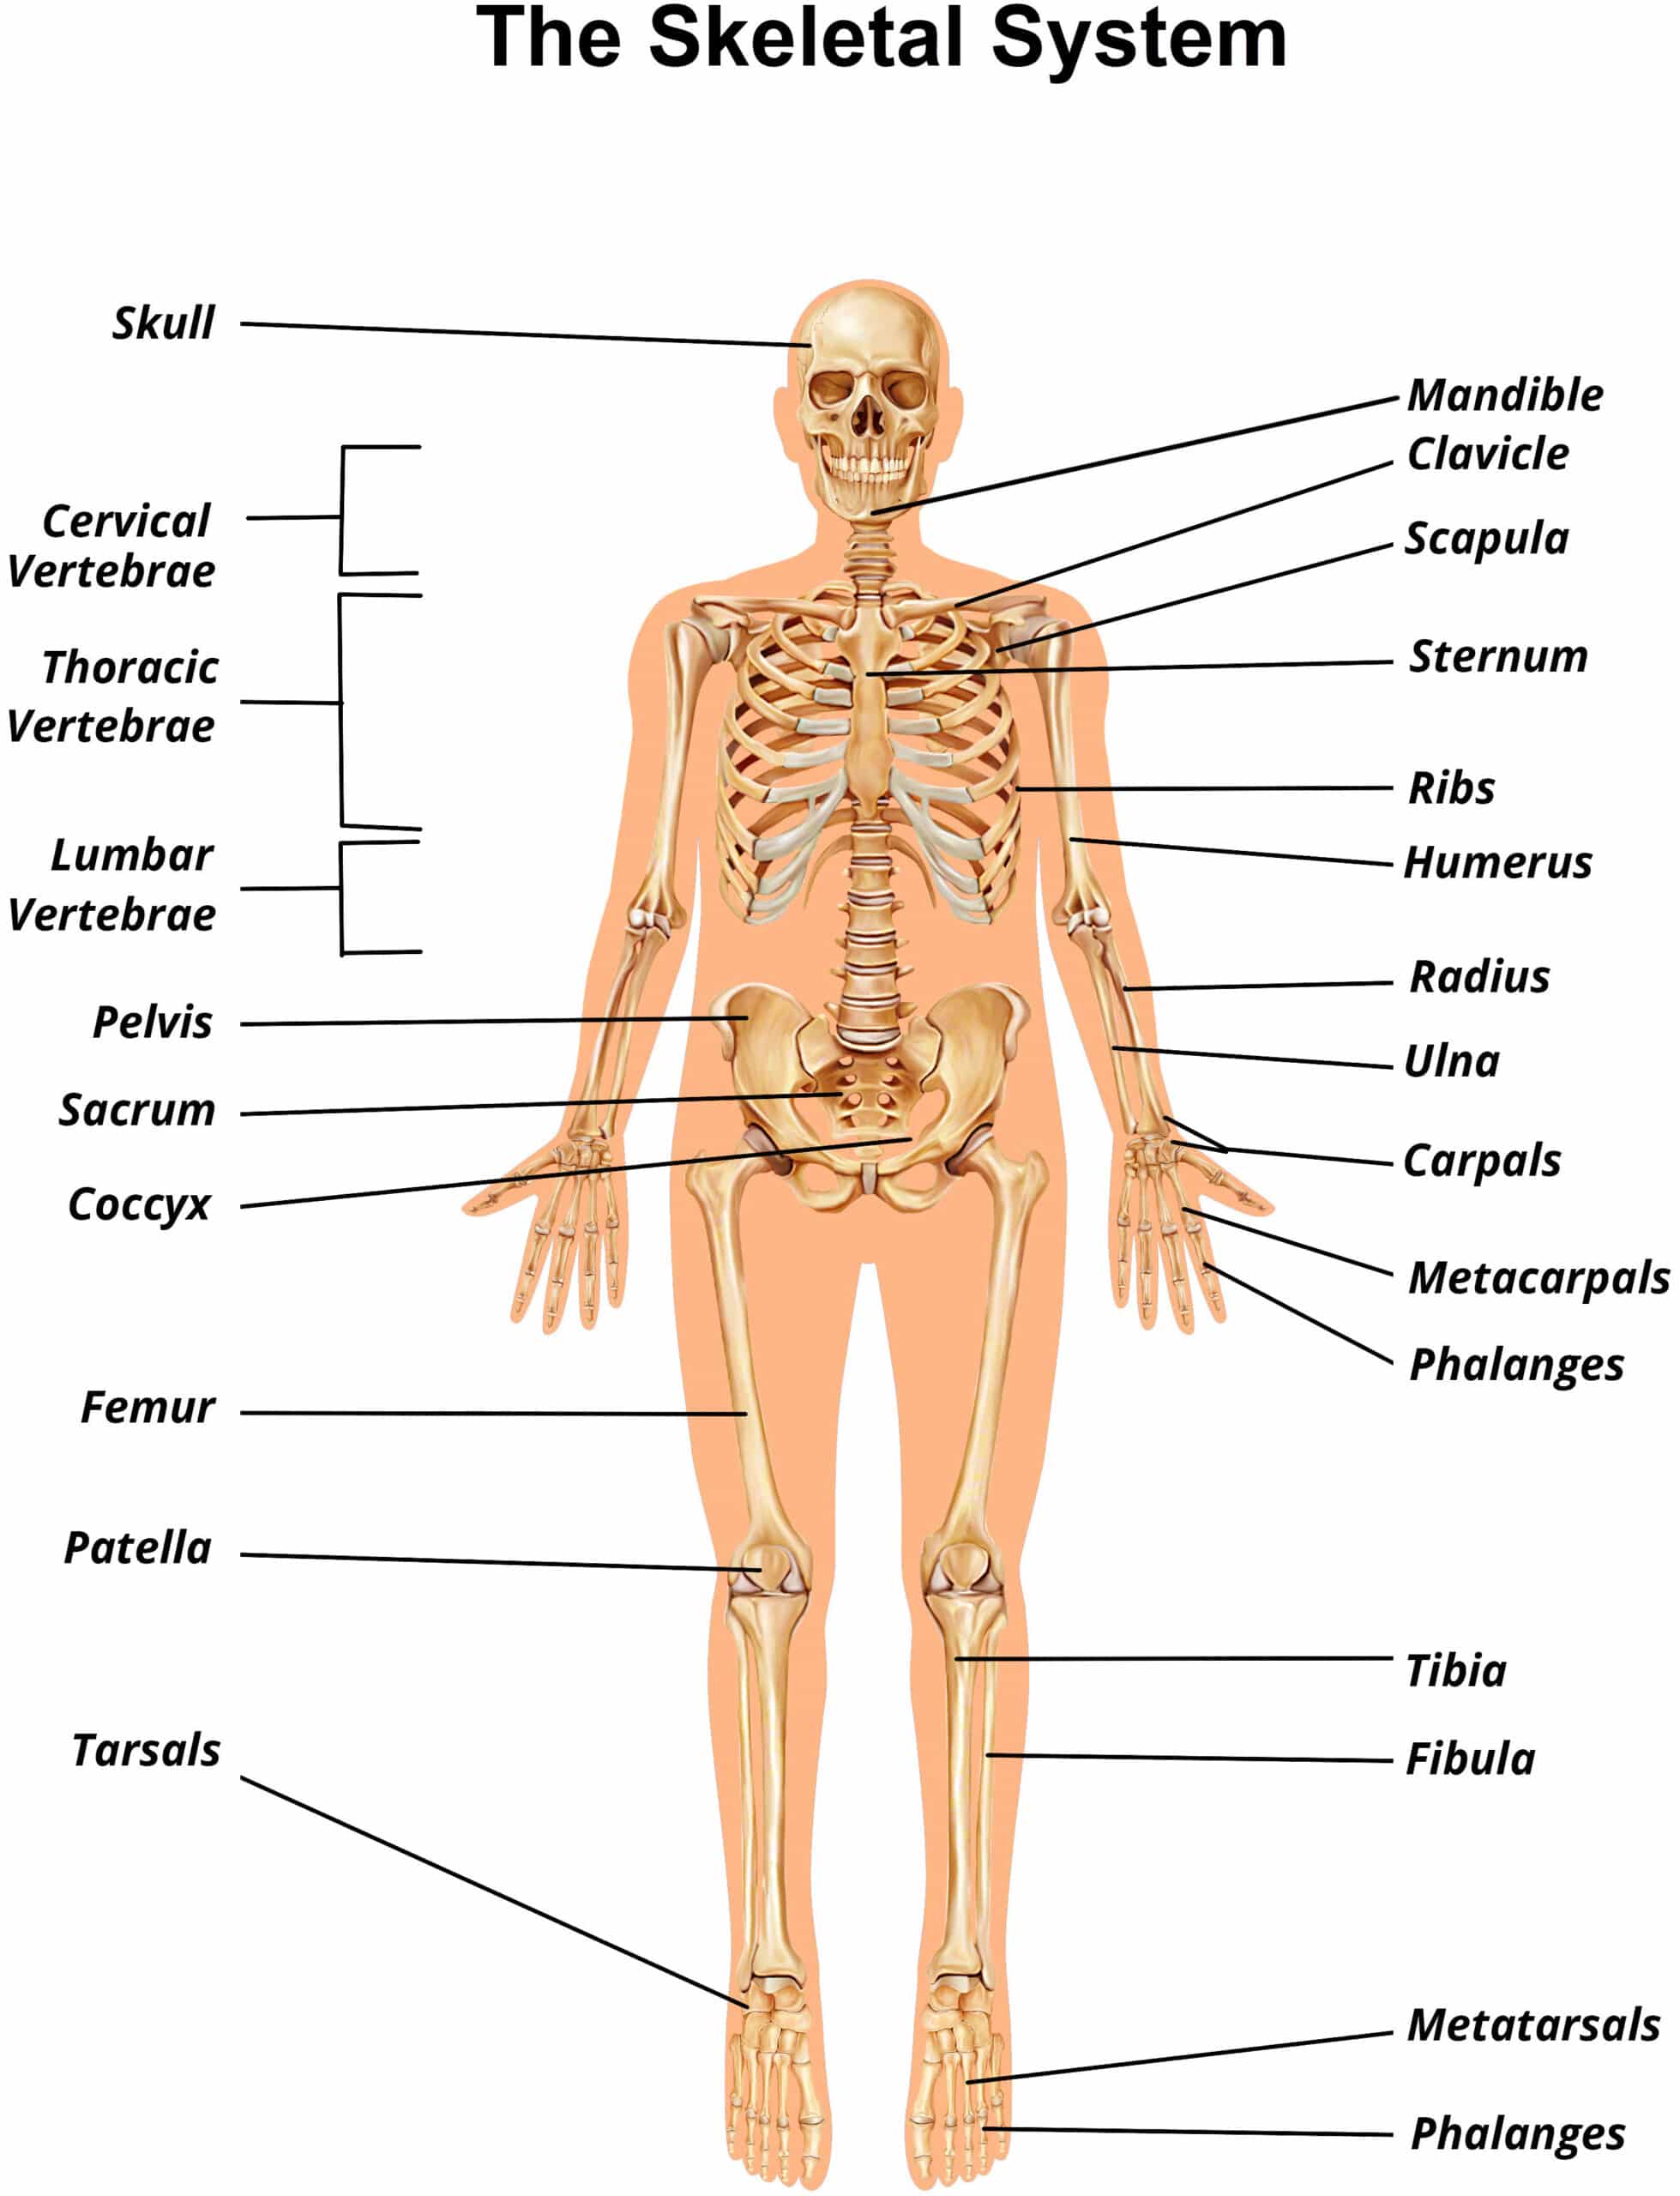 The Skeletal System
Skull
Cervical
Vertebrae
Thoracic
Vertebrae
Lumbar
Vertebrae
Pelvis
Sacrum
Coccyx
Femur
Patella
Tarsals
Mandible
Clavicle
Scapula
Sternum
Ribs
Humerus
Radius
Ulna
Carpals
Metacarpals
Phalanges
Tibia
Fibula
Metatarsals
Phalanges